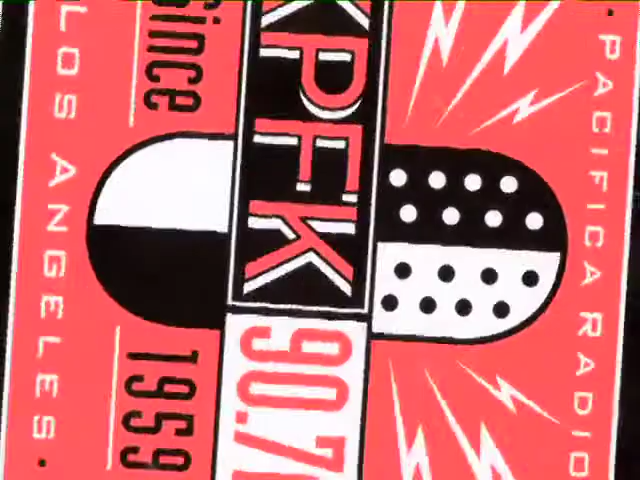 · PACIFICA RADIO
KPFK 90.7
Since 1959
LOS ANGELES ·